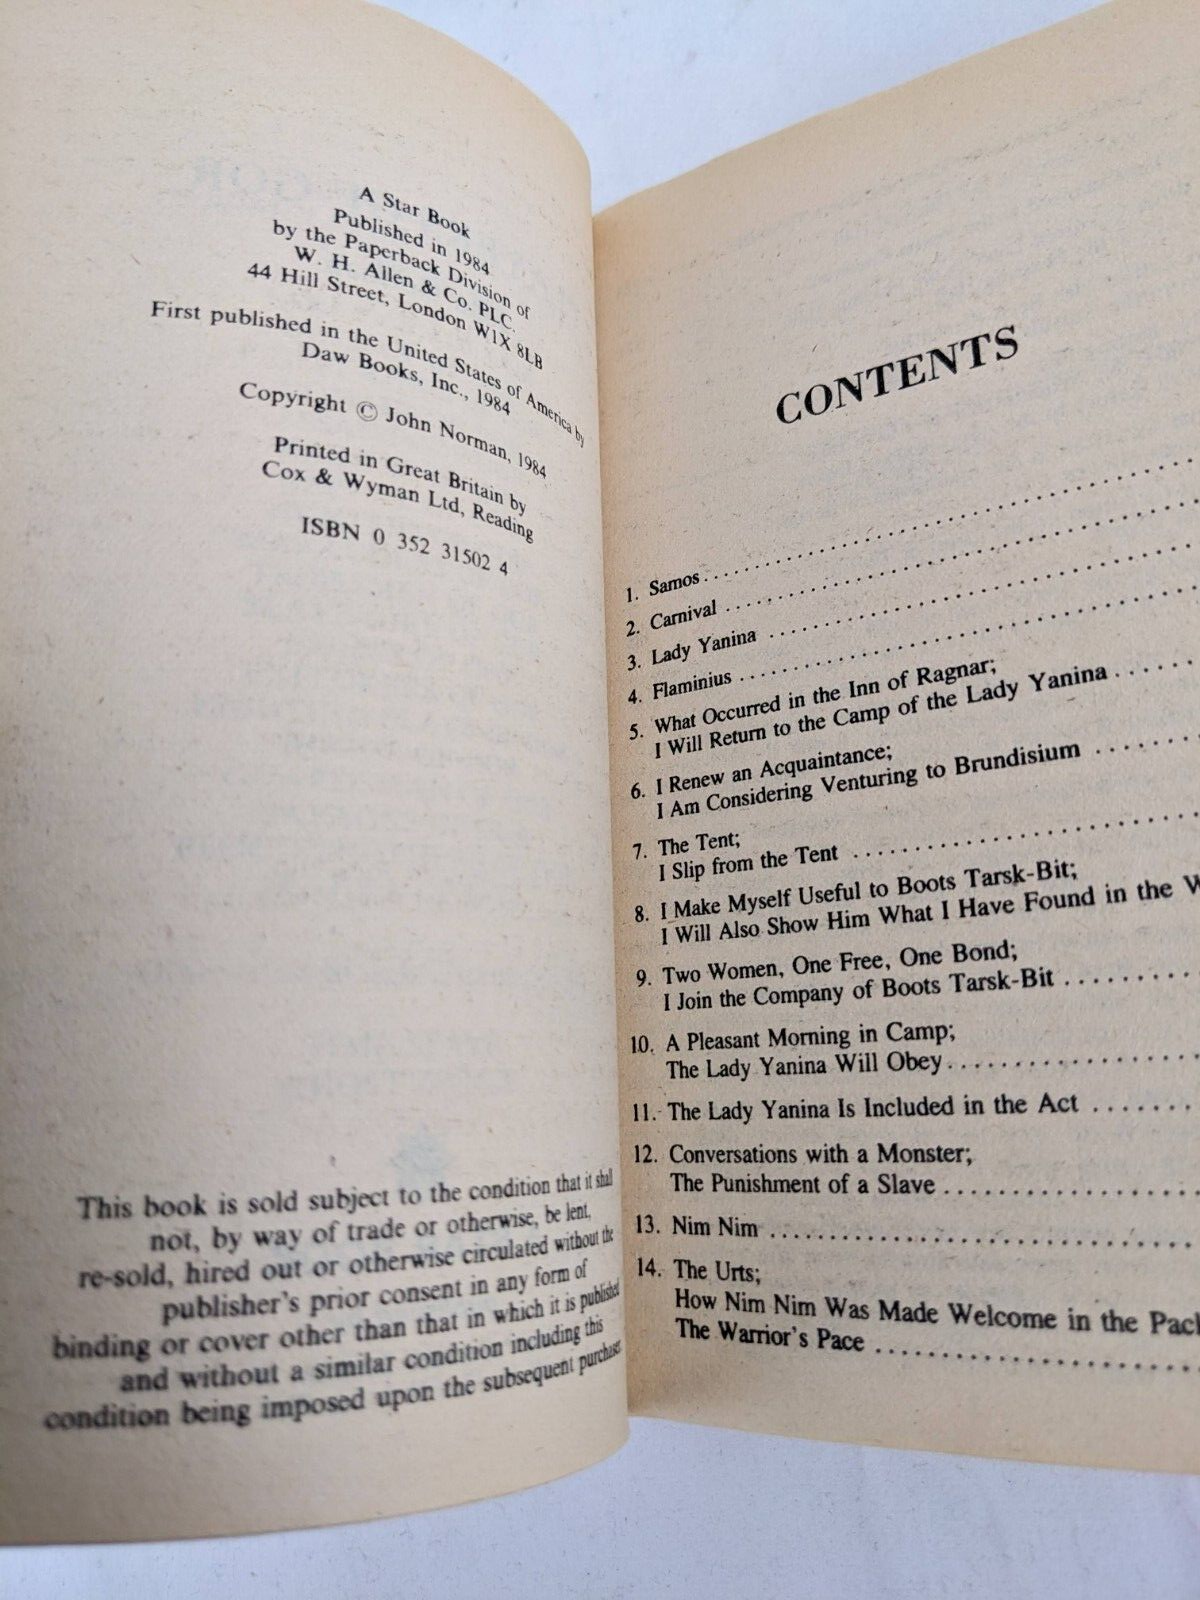 A Star Book
Published in 1984
by the Paperback Division of
W. H. Allen & Co. PLC.
44 Hill Street, London W1X 8LB
First published in the United States of America by
Daw Books, Inc., 1984
Copyright © John Norman, 1984
Printed in Great Britain by
Cox & Wyman Ltd, Reading
ISBN 0 352 31502 4
This book is sold subject to the condition that it shall
not, by way of trade or otherwise, be lent,
re-sold, hired out or otherwise circulated without the
publisher's prior consent in any form of
binding or cover other than that in which it is published
and without a similar condition including this
condition being imposed upon the subsequent purchaser
CONTENTS
1. Samos
2. Carnival
3. Lady Yanina
4. Flaminius
5. What Occurred in the Inn of Ragnar;
I Will Return to the Camp of the Lady Yanina
6. I Renew an Acquaintance;
I Am Considering Venturing to Brundisium
7. The Tent;
I Slip from the Tent
8. I Make Myself Useful to Boots Tarsk-Bit;
I Will Also Show Him What I Have Found in the
9. Two Women, One Free, One Bond;
I Join the Company of Boots Tarsk-Bit
10. A Pleasant Morning in Camp;
The Lady Yanina Will Obey
11. The Lady Yanina Is Included in the Act
12. Conversations with a Monster;
The Punishment of a Slave
13. Nim Nim
14. The Urts;
How Nim Nim Was Made Welcome in the Pack
The Warrior's Pace